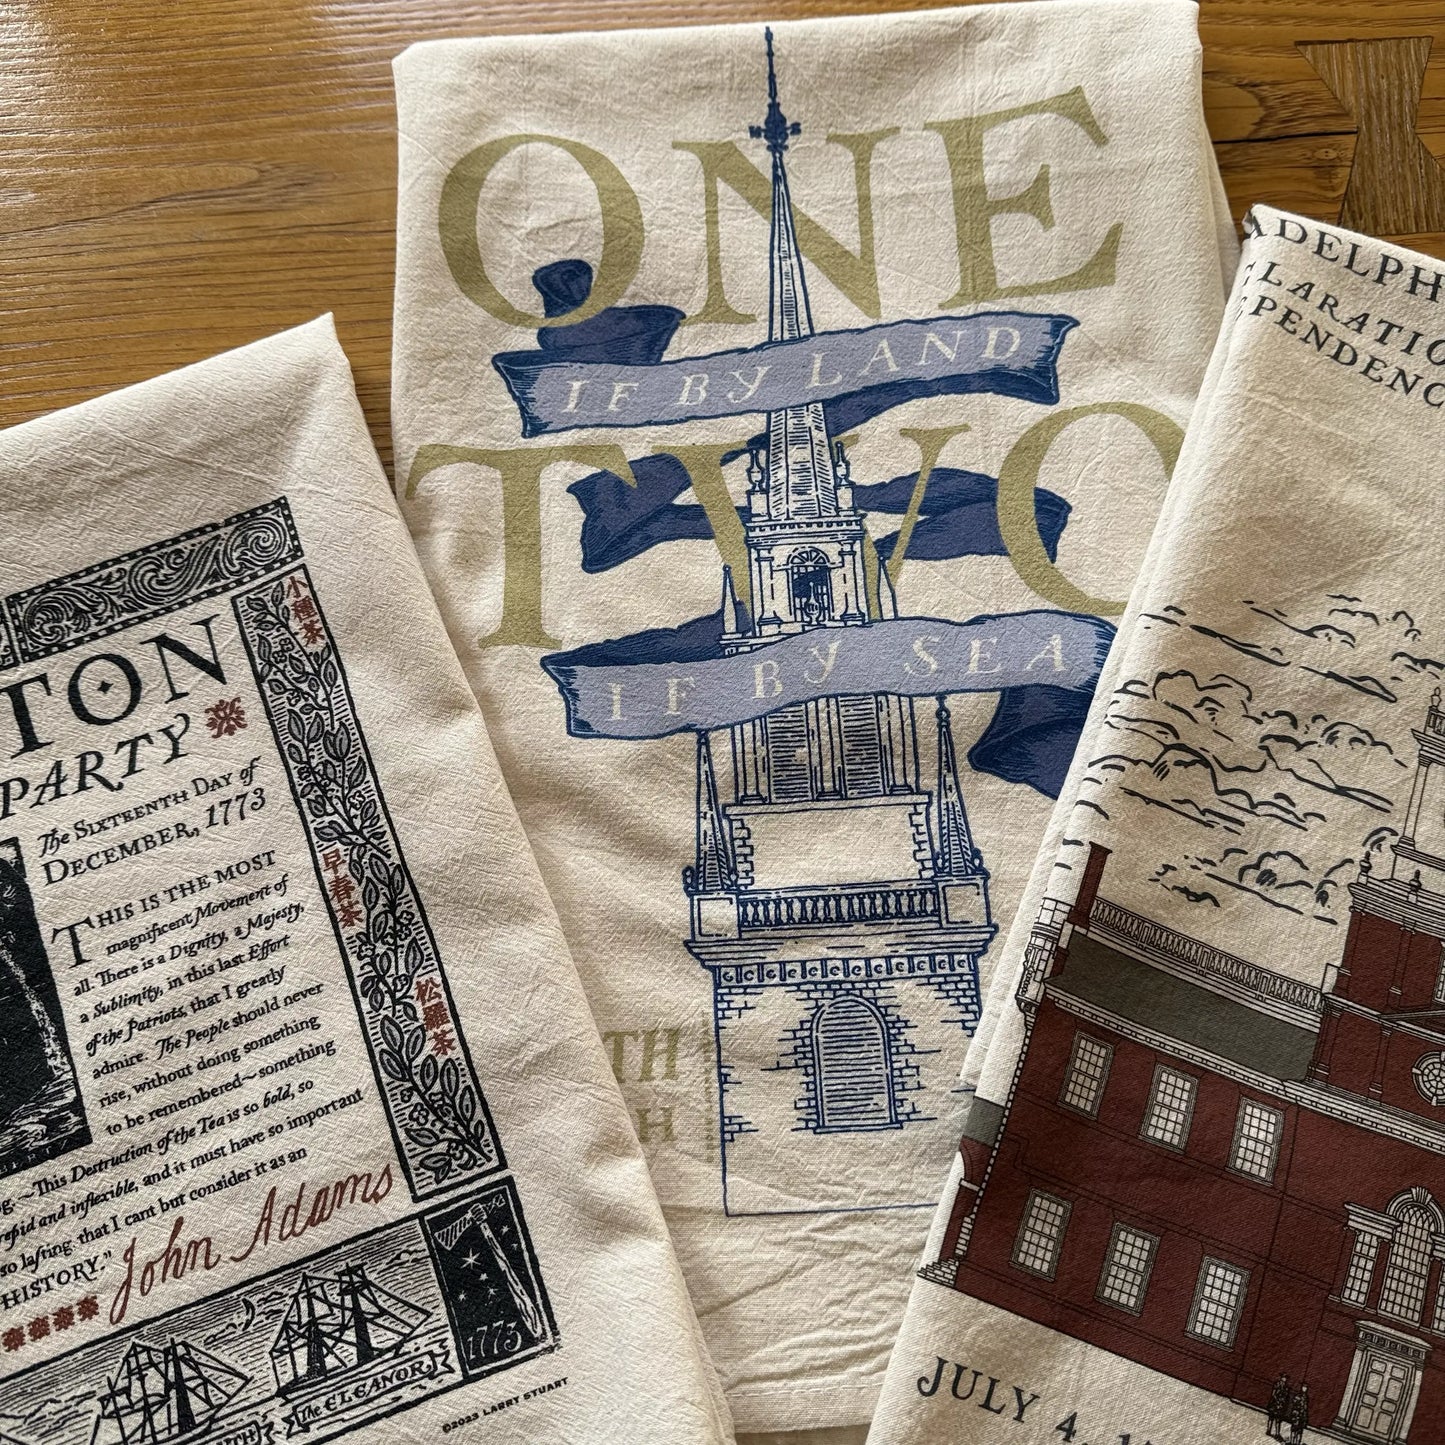 TON
PARTY
The Sixteenth Day of
December, 1773
This is the most
magnificent Movement of
all. There is a Dignity, a Majesty,
a Sublimity, in this last Effort
of the Patriots, that I greatly
admire. The People should never
rise, without doing something
to be remembered~something
~This Destruction of the Tea is so bold, so
and inflexible, and it must have so important
so lasting, that I cant but consider it as an
HISTORY."
John Adams
小種茶
早春茶
松羅茶
The ELEANOR
1773
©2023 LARRY STUART
N S
ONE
IF BY LAND
TWO
IF BY SEA
TH
H
ADELPH
CLARATIO
EPENDENC
JULY 4, 1